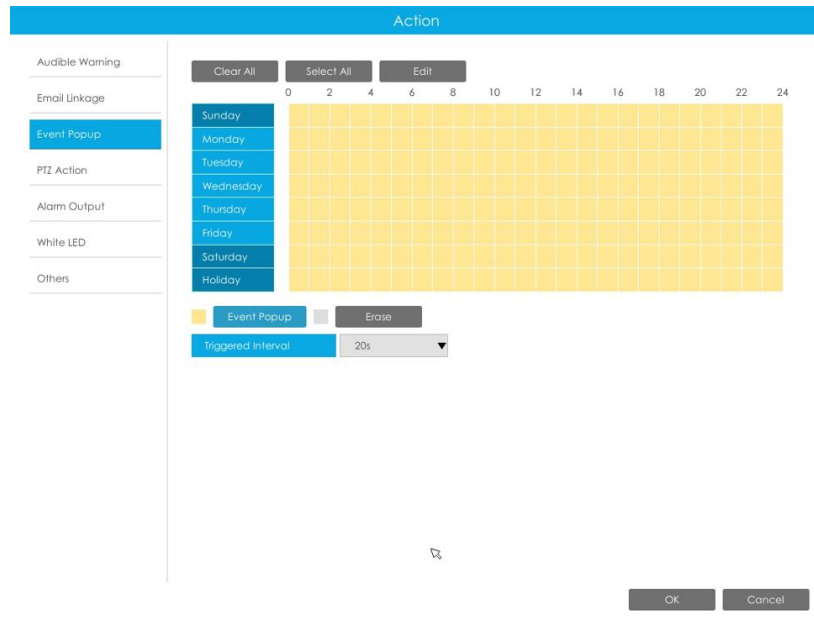 Action
Audible Warning
Email Linkage
Event Popup
PTZ Action
Alarm Output
White LED
Others
Clear All Select All Edit
0 2 4 6 8 10 12 14 16 18 20 22 24
Sunday
Monday
Tuesday
Wednesday
Thursday
Friday
Saturday
Holiday
Event Popup Erase
Triggered Interval 20s
OK Cancel